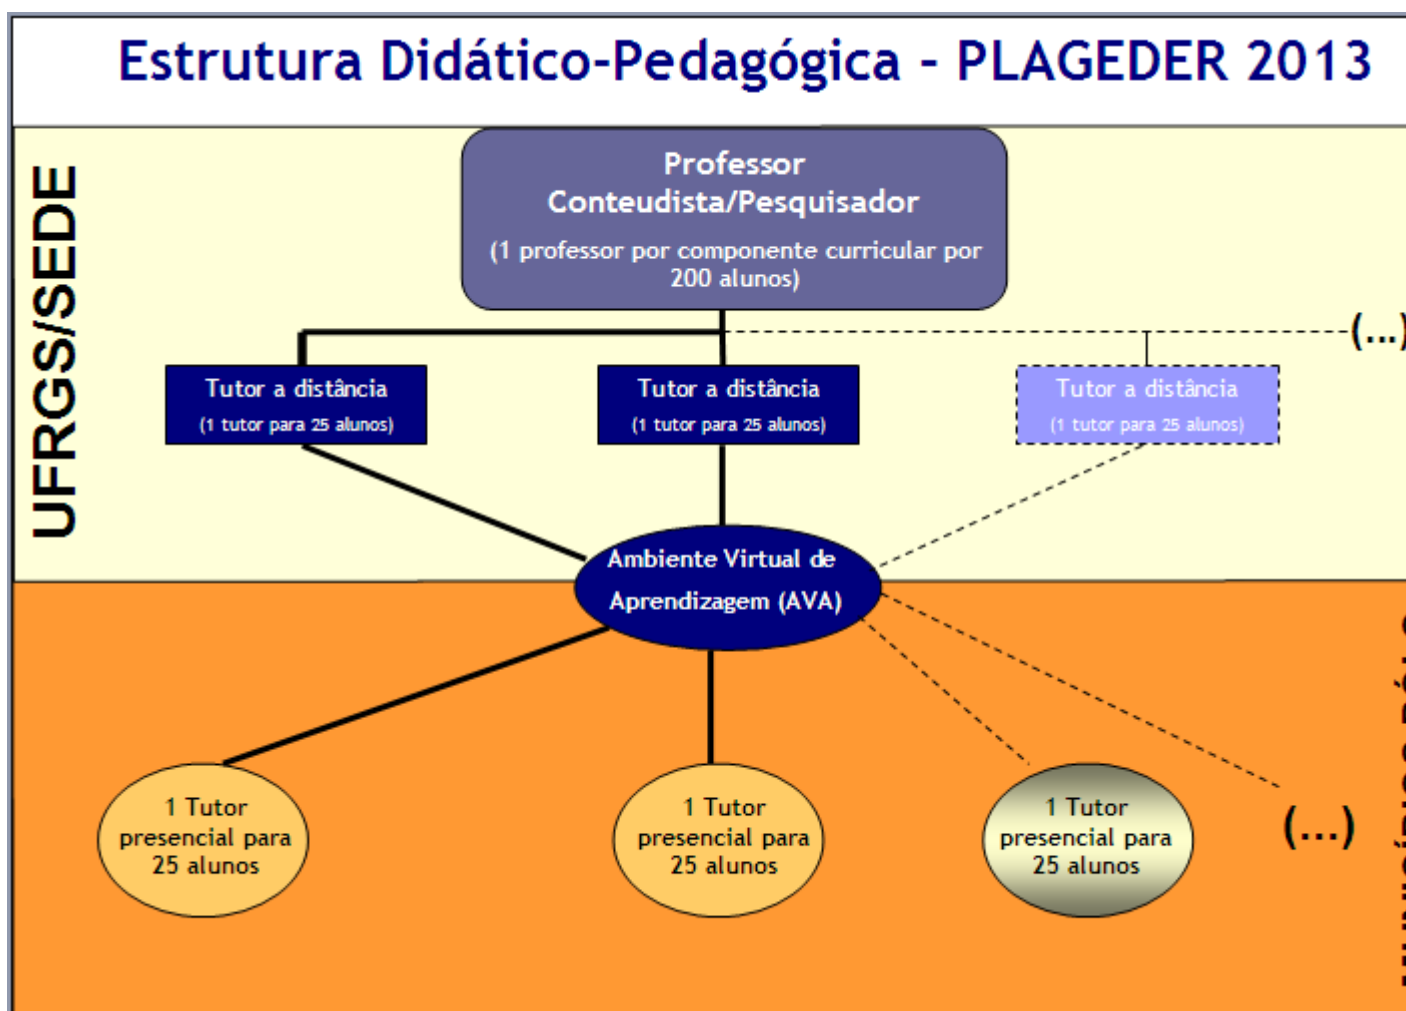 Estrutura Didático-Pedagógica - PLAGEDER 2013
UFRGS/SEDE
Professor
Conteudista/Pesquisador
(1 professor por componente curricular por
200 alunos)
(...)
Tutor a distância
(1 tutor para 25 alunos)
Tutor a distância
(1 tutor para 25 alunos)
Tutor a distância
(1 tutor para 25 alunos)
Ambiente Virtual de
Aprendizagem (AVA)
1 Tutor
presencial para
25 alunos
1 Tutor
presencial para
25 alunos
1 Tutor
presencial para
25 alunos
(...)